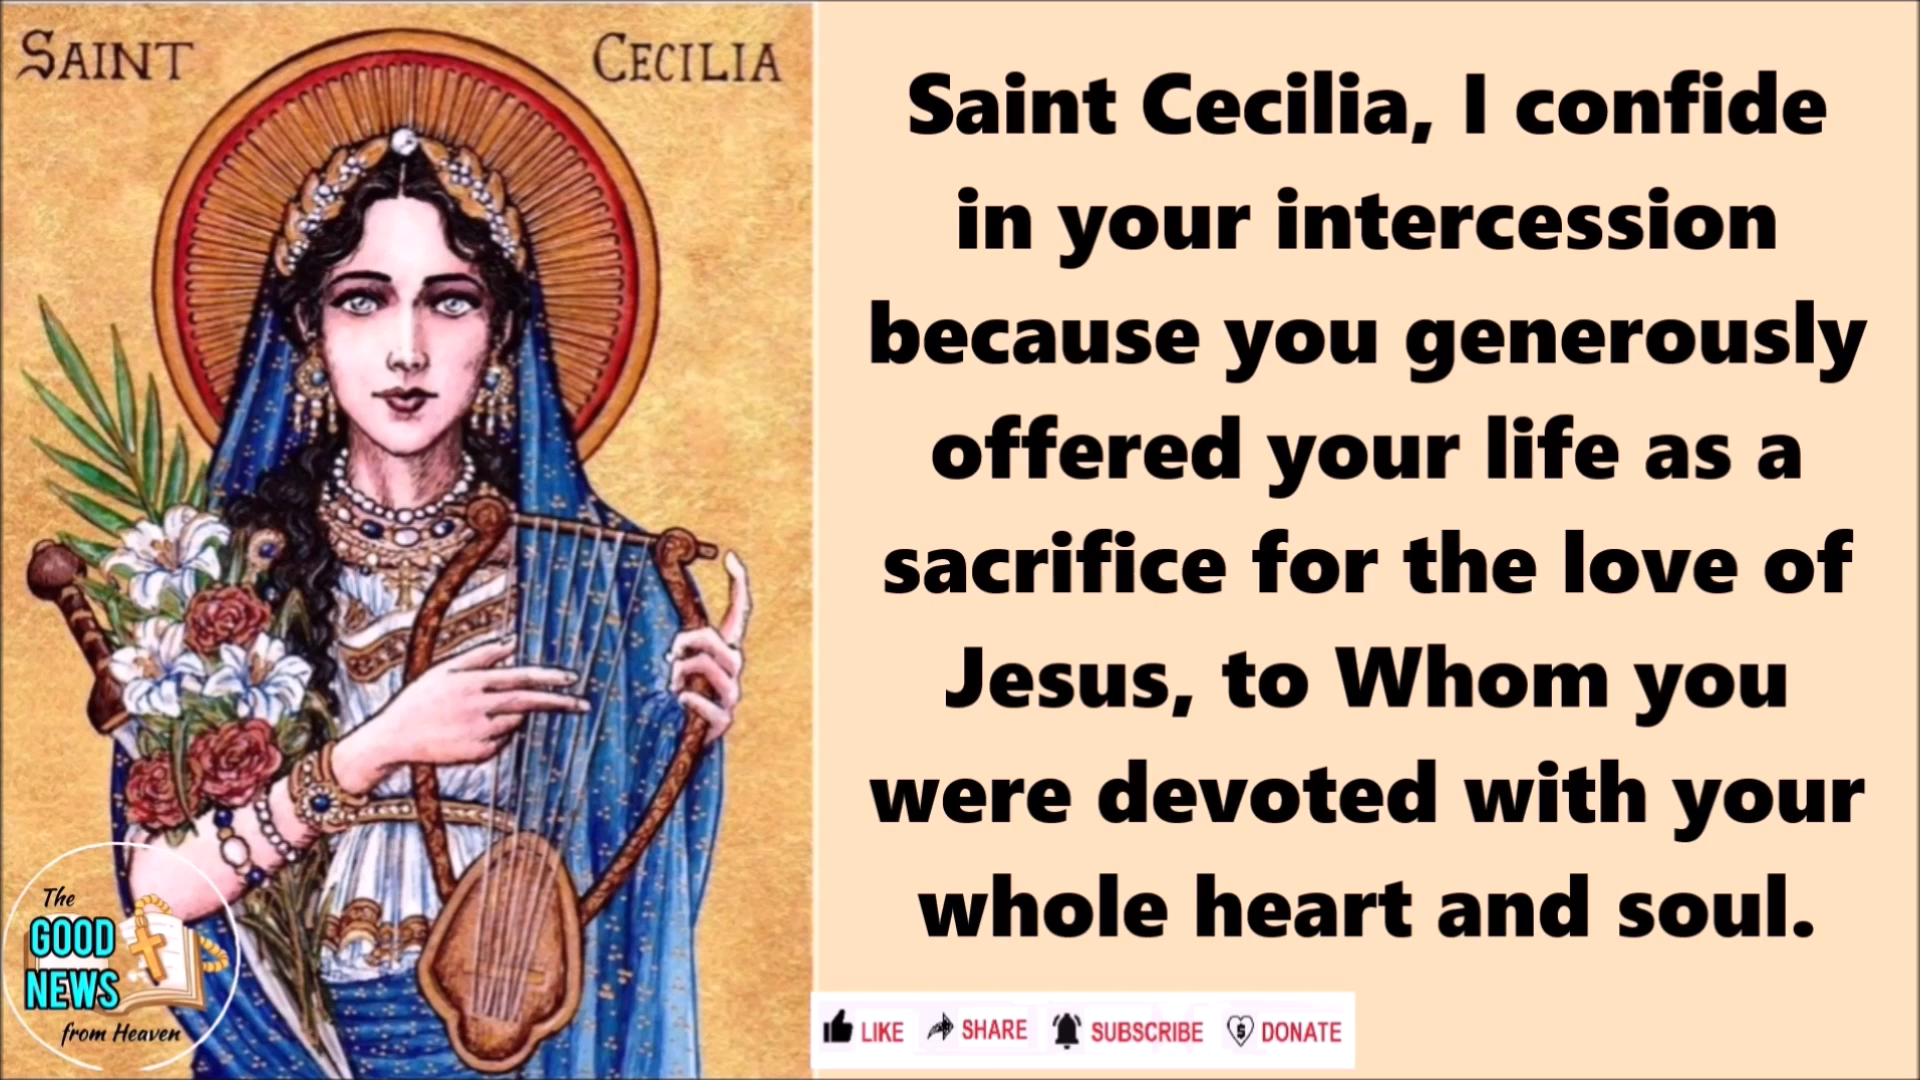 SAINT CECILIA
Saint Cecilia, I confide
in your intercession
because you generously
offered your life as a
sacrifice for the love of
Jesus, to Whom you
were devoted with your
whole heart and soul.
The
GOOD
NEWS
from Heaven
LIKE SHARE SUBSCRIBE DONATE